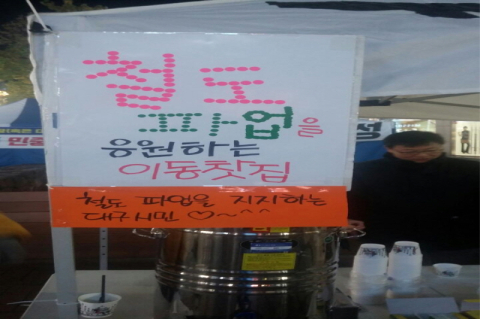 철도
파업을
응원하는
이동찻집
철도 파업을 지지하는
대구시민 ♡~^^